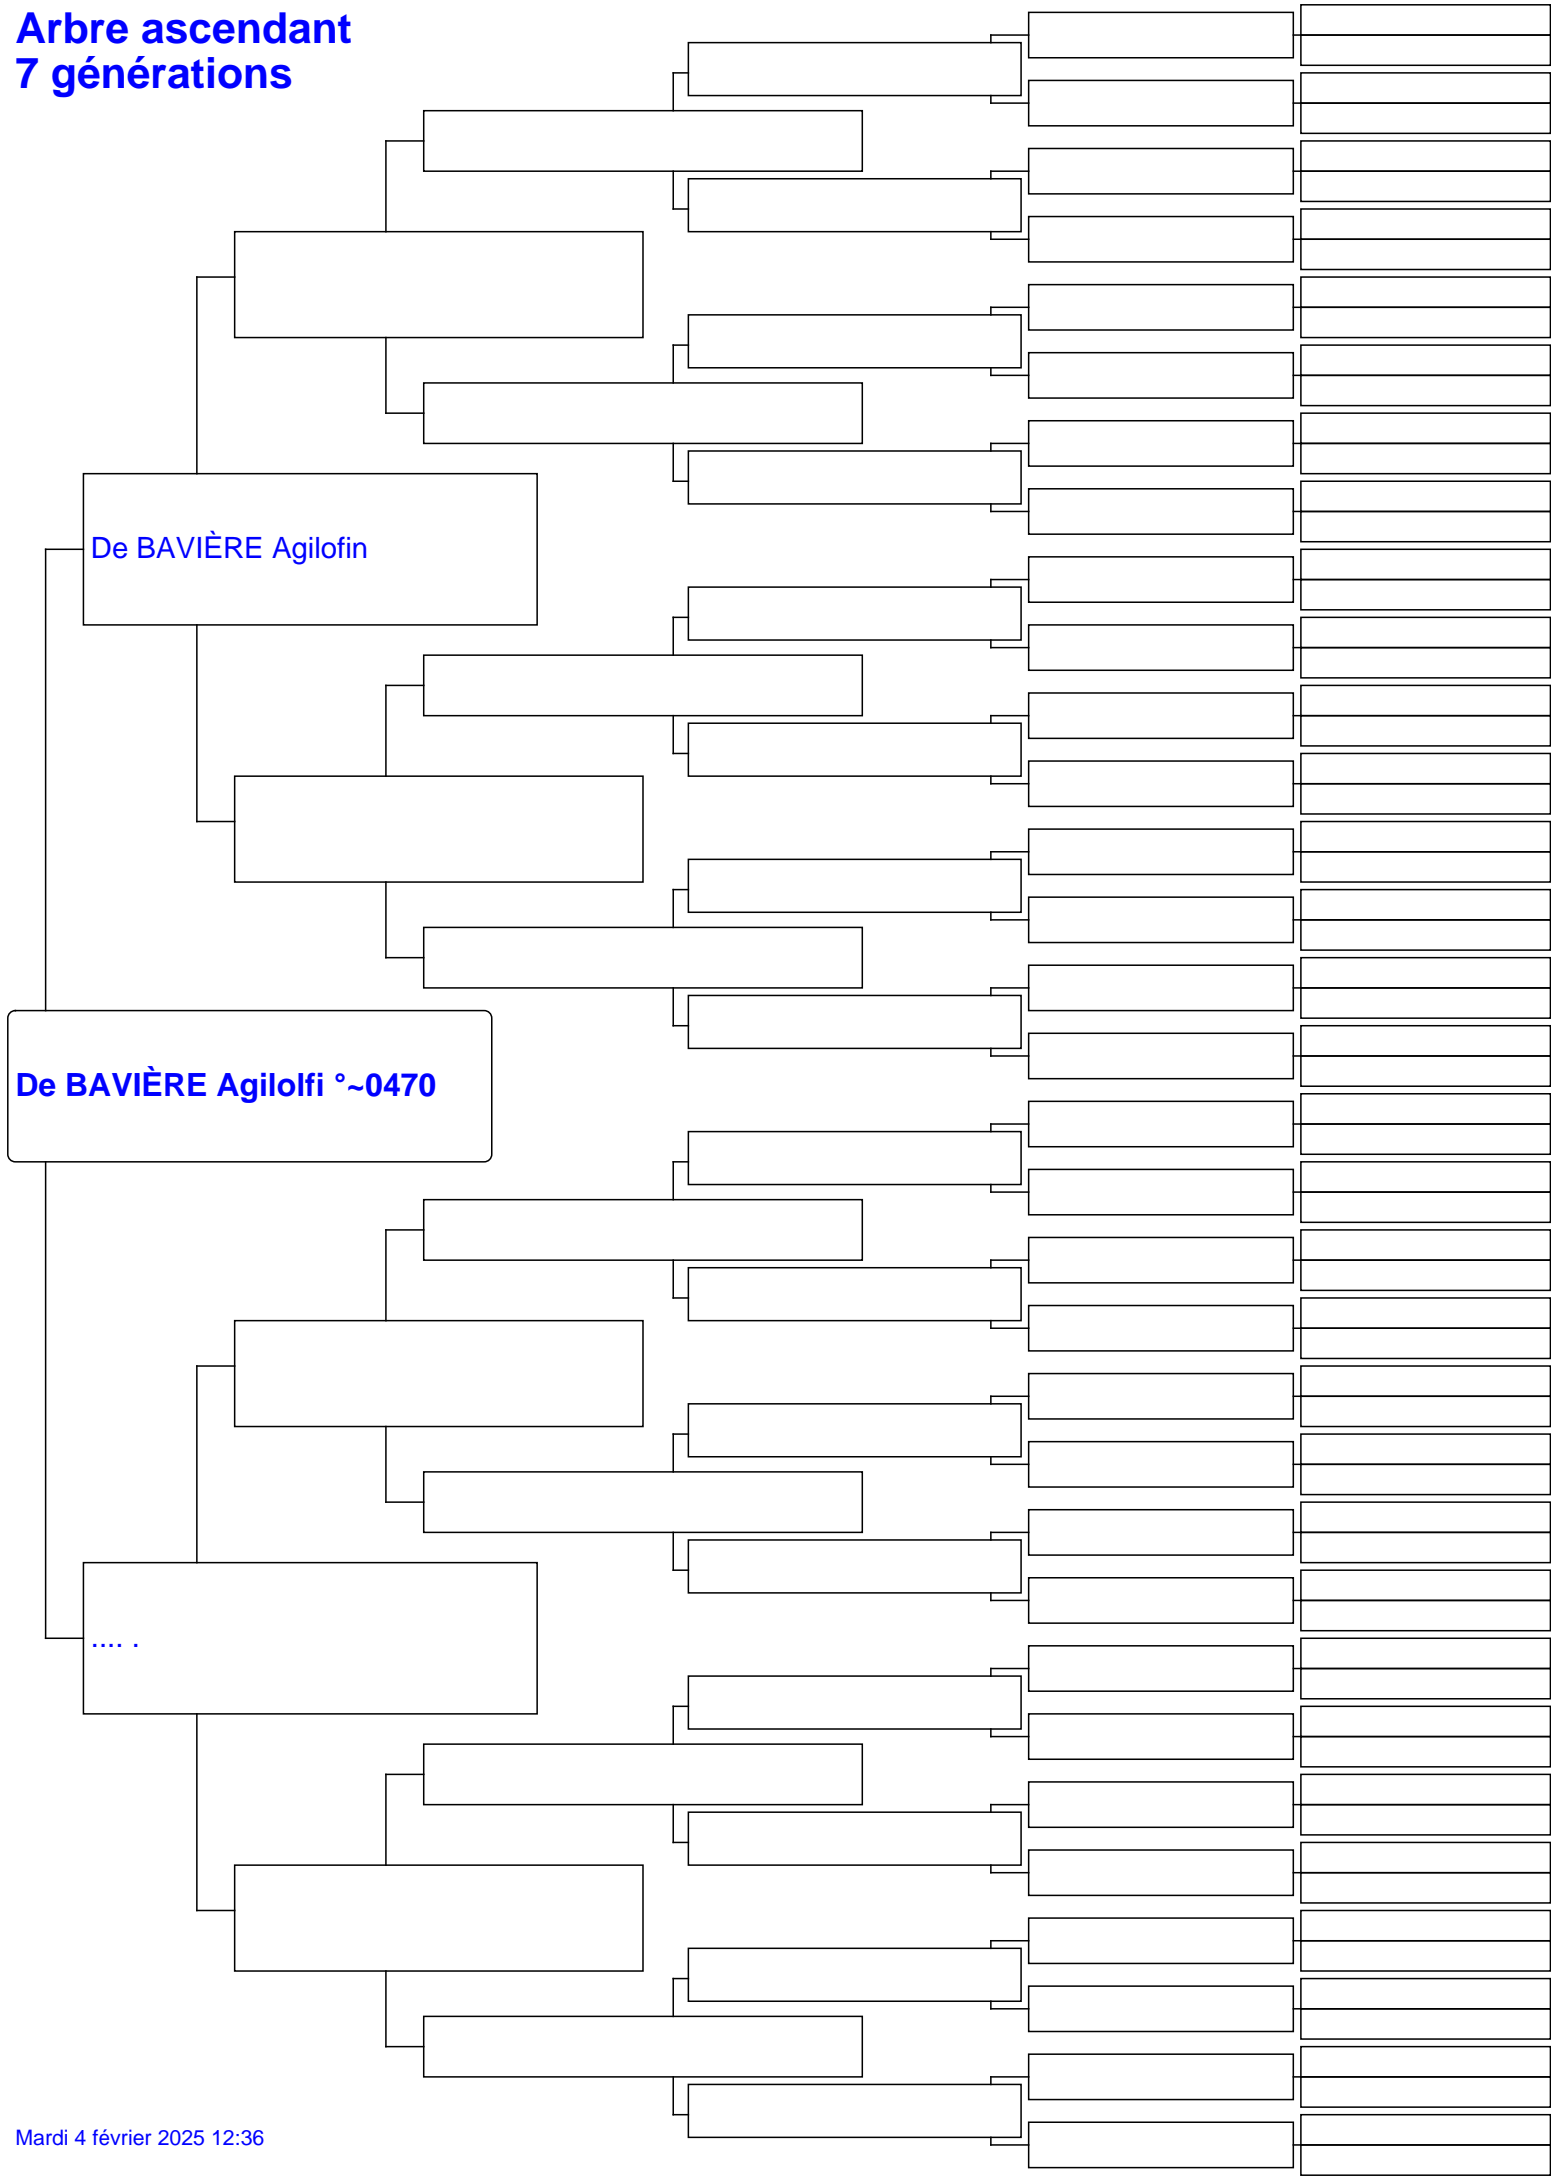 Arbre ascendant
7 générations
De BAVIÈRE Agilofin
De BAVIÈRE Agilolfi °~0470
.... .
Mardi 4 février 2025 12:36